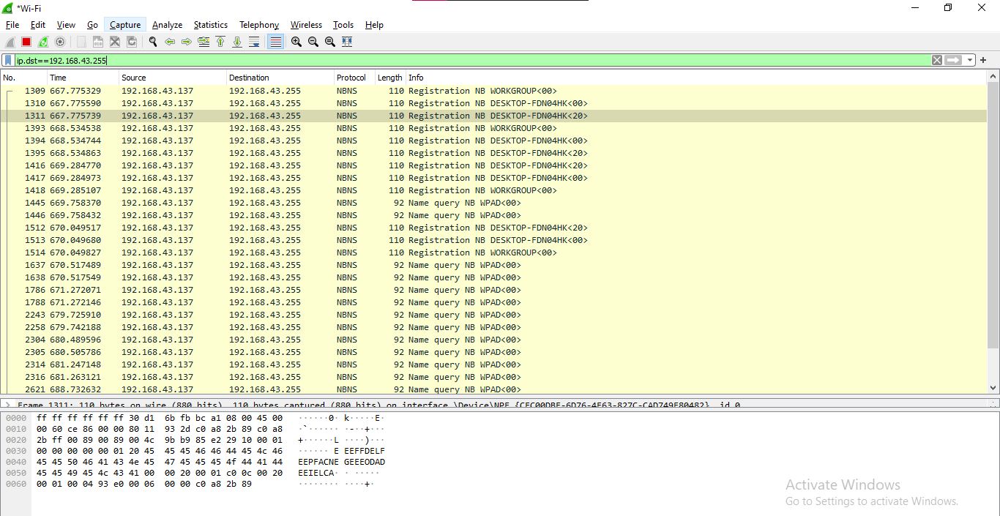 *Wi-Fi
File Edit View Go Capture Analyze Statistics Telephony Wireless Tools Help
ip.dst==192.168.43.255
No. Time Source Destination Protocol Length Info
1309 667.775329 192.168.43.137 192.168.43.255 NBNS 110 Registration NB WORKGROUP<00>
1310 667.775590 192.168.43.137 192.168.43.255 NBNS 110 Registration NB DESKTOP-FDN04HK<00>
1311 667.775739 192.168.43.137 192.168.43.255 NBNS 110 Registration NB DESKTOP-FDN04HK<20>
1393 668.534538 192.168.43.137 192.168.43.255 NBNS 110 Registration NB WORKGROUP<00>
1394 668.534744 192.168.43.137 192.168.43.255 NBNS 110 Registration NB DESKTOP-FDN04HK<00>
1395 668.534863 192.168.43.137 192.168.43.255 NBNS 110 Registration NB DESKTOP-FDN04HK<20>
1416 669.284770 192.168.43.137 192.168.43.255 NBNS 110 Registration NB DESKTOP-FDN04HK<20>
1417 669.284973 192.168.43.137 192.168.43.255 NBNS 110 Registration NB DESKTOP-FDN04HK<00>
1418 669.285107 192.168.43.137 192.168.43.255 NBNS 110 Registration NB WORKGROUP<00>
1445 669.758370 192.168.43.137 192.168.43.255 NBNS 92 Name query NB WPAD<00>
1446 669.758432 192.168.43.137 192.168.43.255 NBNS 92 Name query NB WPAD<00>
1512 670.049517 192.168.43.137 192.168.43.255 NBNS 110 Registration NB DESKTOP-FDN04HK<20>
1513 670.049680 192.168.43.137 192.168.43.255 NBNS 110 Registration NB DESKTOP-FDN04HK<00>
1514 670.049827 192.168.43.137 192.168.43.255 NBNS 110 Registration NB WORKGROUP<00>
1637 670.517489 192.168.43.137 192.168.43.255 NBNS 92 Name query NB WPAD<00>
1638 670.517549 192.168.43.137 192.168.43.255 NBNS 92 Name query NB WPAD<00>
1786 671.272071 192.168.43.137 192.168.43.255 NBNS 92 Name query NB WPAD<00>
1788 671.272146 192.168.43.137 192.168.43.255 NBNS 92 Name query NB WPAD<00>
2243 679.725910 192.168.43.137 192.168.43.255 NBNS 92 Name query NB WPAD<00>
2258 679.742188 192.168.43.137 192.168.43.255 NBNS 92 Name query NB WPAD<00>
2304 680.489596 192.168.43.137 192.168.43.255 NBNS 92 Name query NB WPAD<00>
2305 680.505786 192.168.43.137 192.168.43.255 NBNS 92 Name query NB WPAD<00>
2314 681.247148 192.168.43.137 192.168.43.255 NBNS 92 Name query NB WPAD<00>
2316 681.263121 192.168.43.137 192.168.43.255 NBNS 92 Name query NB WPAD<00>
2621 688.732632 192.168.43.137 192.168.43.255 NBNS 92 Name query NB WPAD<00>
Frame 1311: 110 bytes on wire (880 bits), 110 bytes captured (880 bits) on interface
0000 ff ff ff ff ff ff 30 d1 6b fb bc a1 08 00 45 00 ······0· k·····E·
0010 00 60 ce 86 00 00 80 11 93 2d c0 a8 2b 89 c0 a8 ·`······ ·-··+···
0020 2b ff 00 89 00 89 00 4c 9b b9 85 e2 29 10 00 01 +······L ····)···
0030 00 00 00 00 00 01 20 45 45 45 46 46 44 45 4c 46 ······ E EEFFDELF
0040 45 45 50 46 41 43 4e 45 47 45 45 45 4f 44 41 44 EEPFACNE GEEEODAD
0050 45 45 49 45 4c 43 41 00 00 20 00 01 c0 0c 00 20 EEIELCA· · ·····
0060 00 01 00 04 93 e0 00 06 00 00 c0 a8 2b 89 ········ ····+·
Activate Windows
Go to Settings to activate Windows.